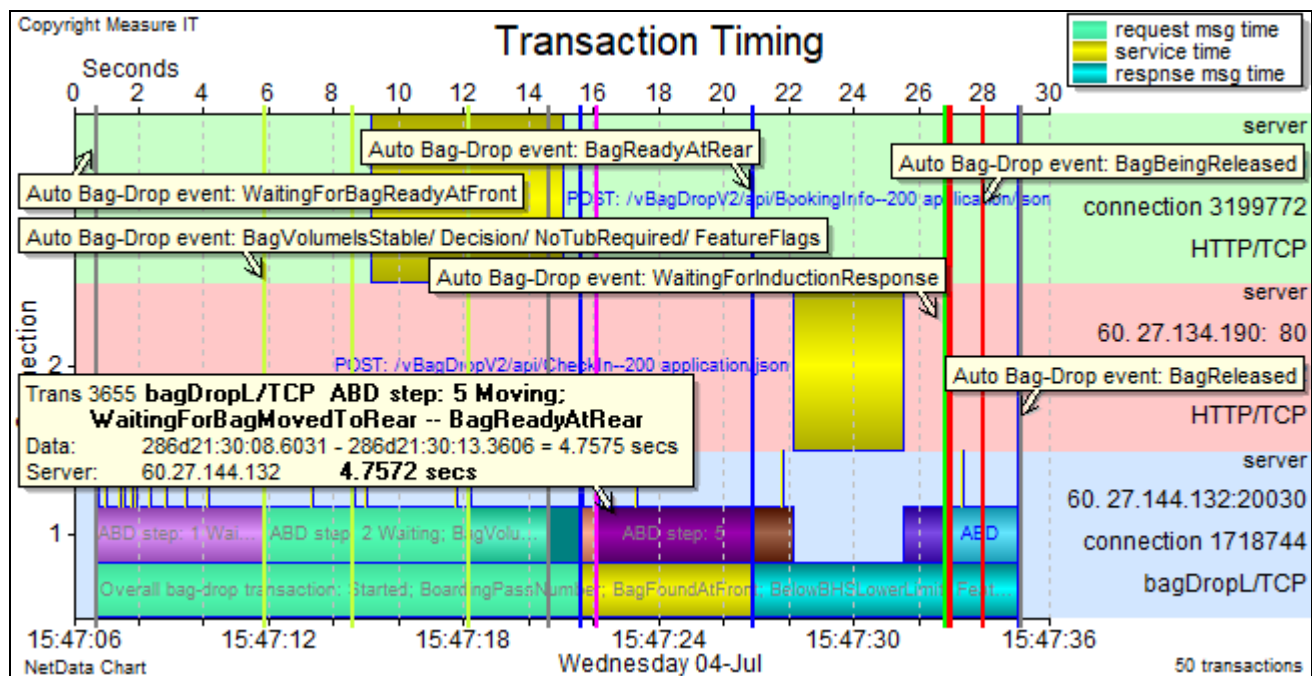 Copyright Measure IT
Transaction Timing
request msg time
service time
respnse msg time
Seconds
0 2 4 6 8 10 12 14 16 18 20 22 24 26 28 30
server
Auto Bag-Drop event: BagReadyAtRear
Auto Bag-Drop event: BagBeingReleased
Auto Bag-Drop event: WaitingForBagReadyAtFront
POST: /vBagDropV2/api/BookingInfo--200 application/json
connection 3199772
Auto Bag-Drop event: BagVolumeIsStable/ Decision/ NoTubRequired/ FeatureFlags
HTTP/TCP
Auto Bag-Drop event: WaitingForInductionResponse
server
60. 27.134.190: 80
2
POST: /vBagDropV2/api/CheckIn--200 application/json
Auto Bag-Drop event: BagReleased
HTTP/TCP
Trans 3655 bagDropL/TCP ABD step: 5 Moving;
WaitingForBagMovedToRear -- BagReadyAtRear
Data: 286d21:30:08.6031 - 286d21:30:13.3606 = 4.7575 secs
Server: 60.27.144.132 4.7572 secs
server
60. 27.144.132:20030
1
ABD step: 1 Wai... ABD step: 2 Waiting; BagVolu... ABD step: 5 ABD
connection 1718744
Overall bag-drop transaction: Started; BoardingPassNumber; BagFoundAtFront; BelowBHSLowerLimit; Feat...
bagDropL/TCP
15:47:06 15:47:12 15:47:18 15:47:24 15:47:30 15:47:36
Wednesday 04-Jul
NetData Chart
50 transactions